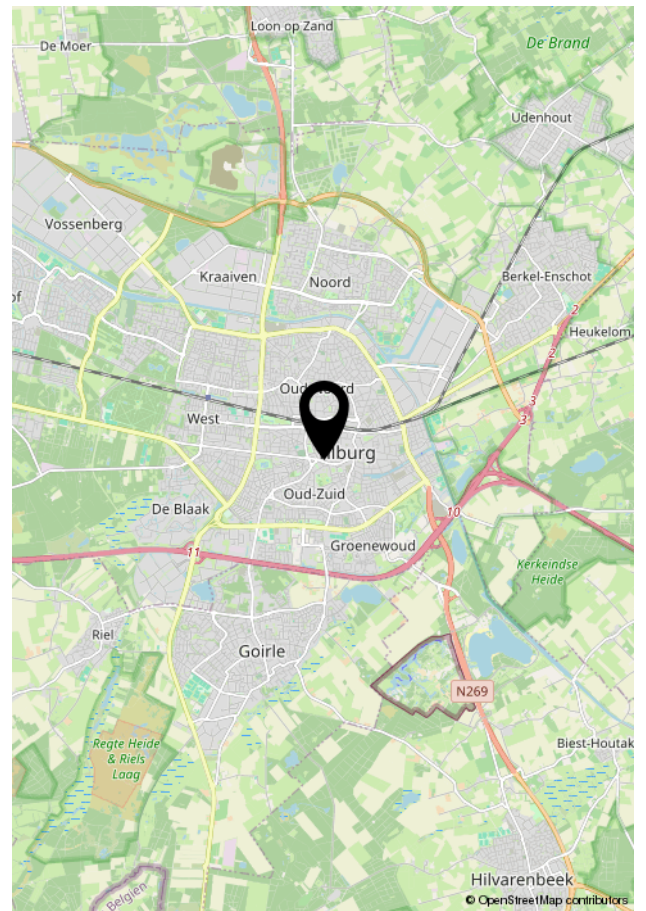 Loon op Zand
De Moer
De Brand
Udenhout
Vossenberg
Kraaiven
Noord
Berkel-Enschot
of
2
Heukelom
2
3
3
West
Oud-Zuid
De Blaak
10
Groenewoud
11
Kerkeindse
Heide
Riel
Goirle
N269
Regte Heide
& Riels
Laag
Biest-Houtak
Hilvarenbeek
Belgien
© OpenStreetMap contributors